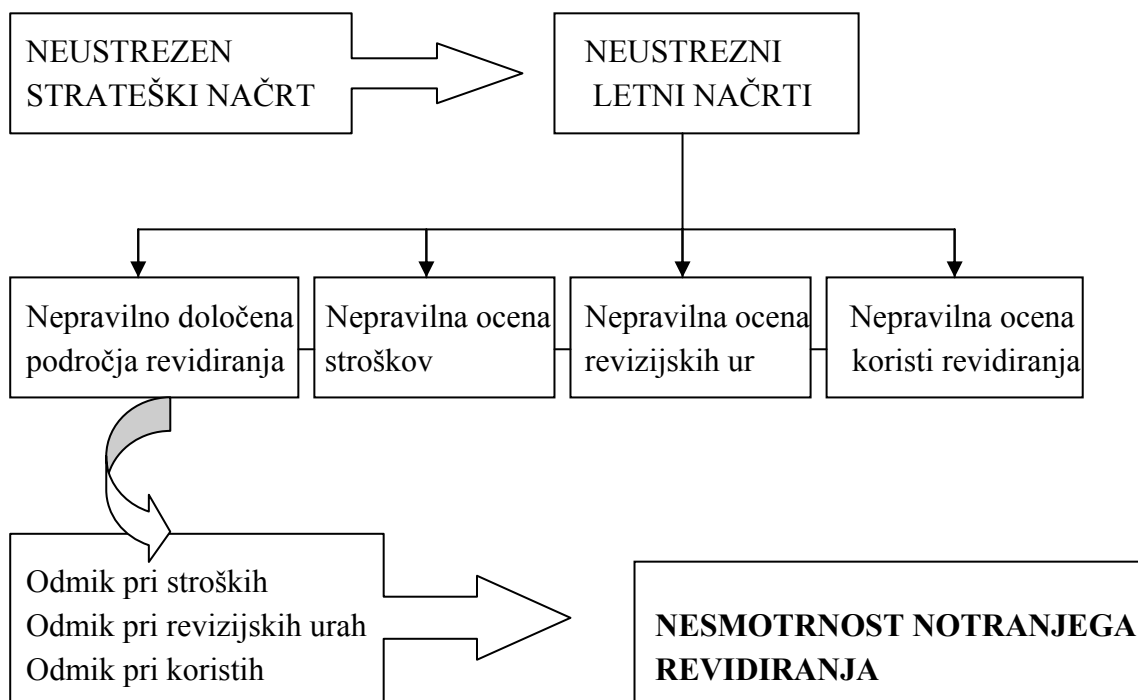 NEUSTREZEN
STRATEŠKI NAČRT
NEUSTREZNI
LETNI NAČRTI
Nepravilno določena
področja revidiranja
Nepravilna ocena
stroškov
Nepravilna ocena
revizijskih ur
Nepravilna ocena
koristi revidiranja
Odmik pri stroških
Odmik pri revizijskih urah
Odmik pri koristih
NESMOTRNOST NOTRANJEGA
REVIDIRANJA